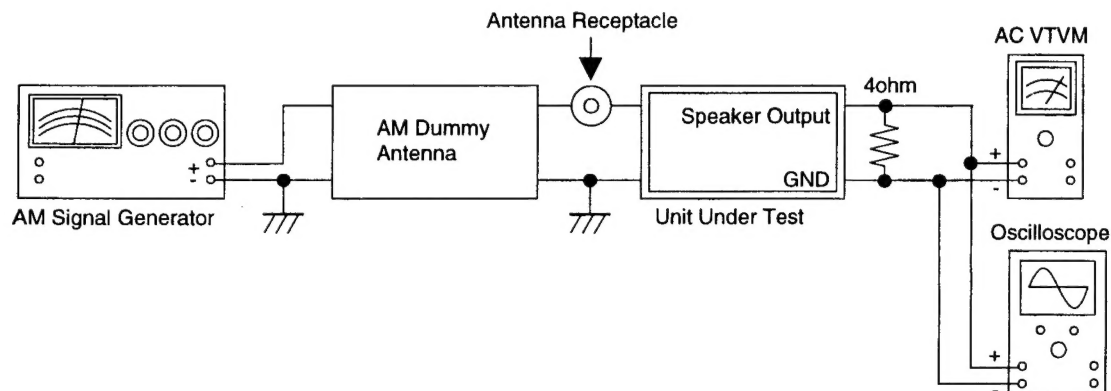 Antenna Receptacle
AC VTVM
4ohm
AM Dummy
Antenna
Speaker Output
GND
+
-
+
-
AM Signal Generator
Unit Under Test
Oscilloscope
+
-